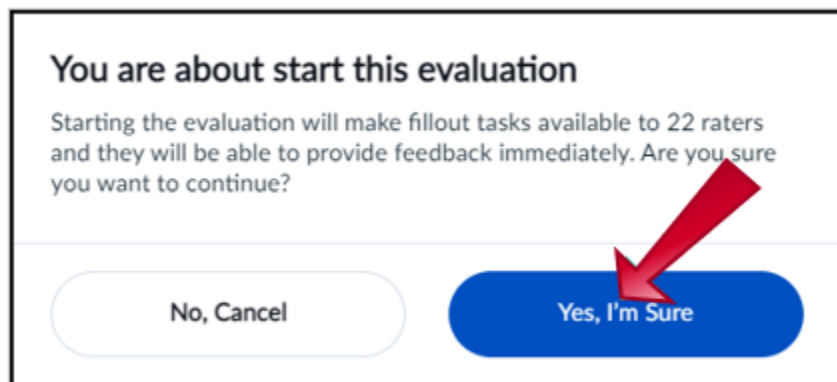 You are about start this evaluation
Starting the evaluation will make fillout tasks available to 22 raters
and they will be able to provide feedback immediately. Are you sure
you want to continue?
No, Cancel
Yes, I'm Sure